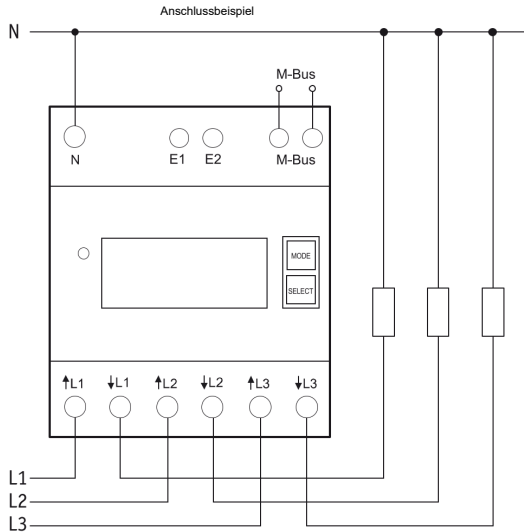 Anschlussbeispiel
N
M-Bus
N E1 E2 M-Bus
MODE
SELECT
↑L1 ↓L1 ↑L2 ↓L2 ↑L3 ↓L3
L1
L2
L3